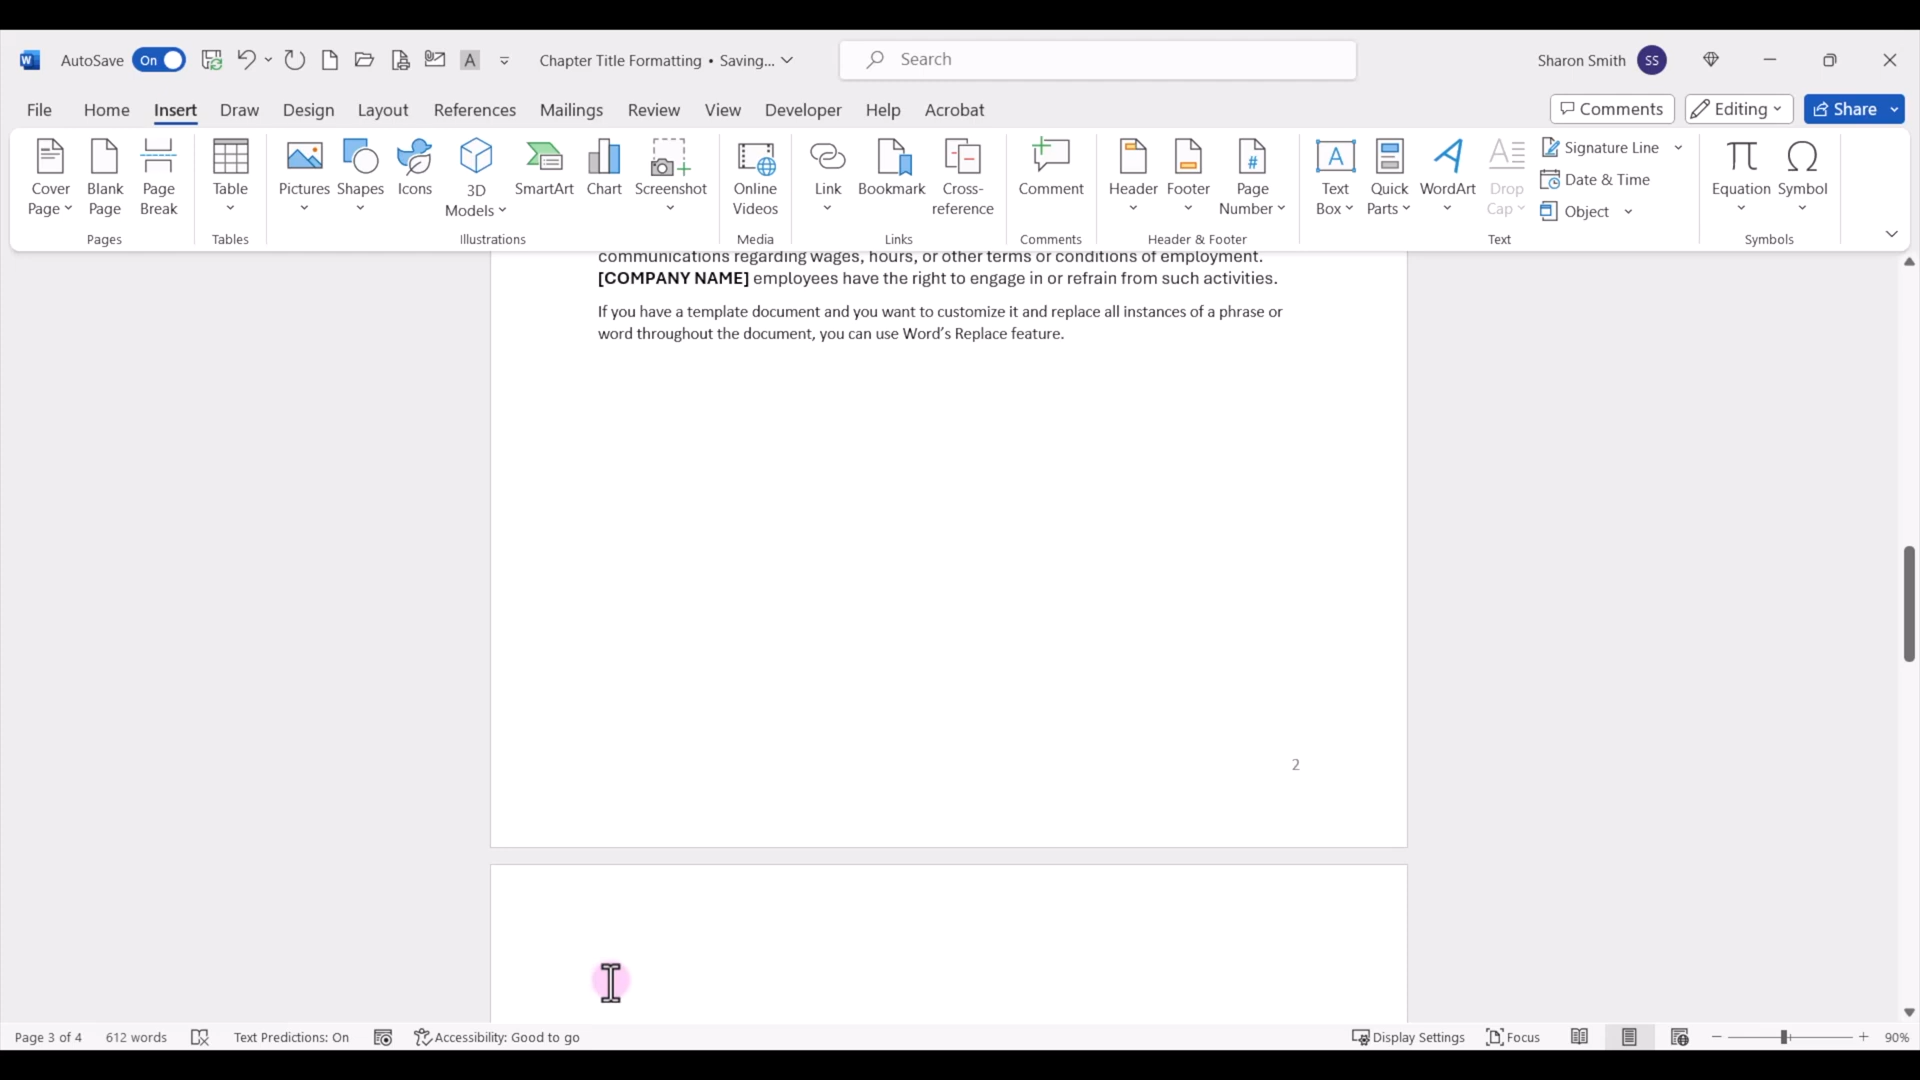 AutoSave On Chapter Title Formatting • Saving... Search Sharon Smith SS
File Home Insert Draw Design Layout References Mailings Review View Developer Help Acrobat Comments Editing Share
Cover Page
Blank Page
Page Break
Pages
Table
Tables
Pictures
Shapes
Icons
3D Models
SmartArt
Chart
Screenshot
Illustrations
Online Videos
Media
Link
Bookmark
Cross-reference
Links
Comment
Comments
Header
Footer
Page Number
Header & Footer
Text Box
Quick Parts
WordArt
Drop Cap
Signature Line
Date & Time
Object
Text
Equation
Symbol
Symbols
communications regarding wages, hours, or other terms or conditions of employment.
[COMPANY NAME] employees have the right to engage in or refrain from such activities.
If you have a template document and you want to customize it and replace all instances of a phrase or
word throughout the document, you can use Word’s Replace feature.
2
Page 3 of 4 612 words Text Predictions: On Accessibility: Good to go Display Settings Focus 90%